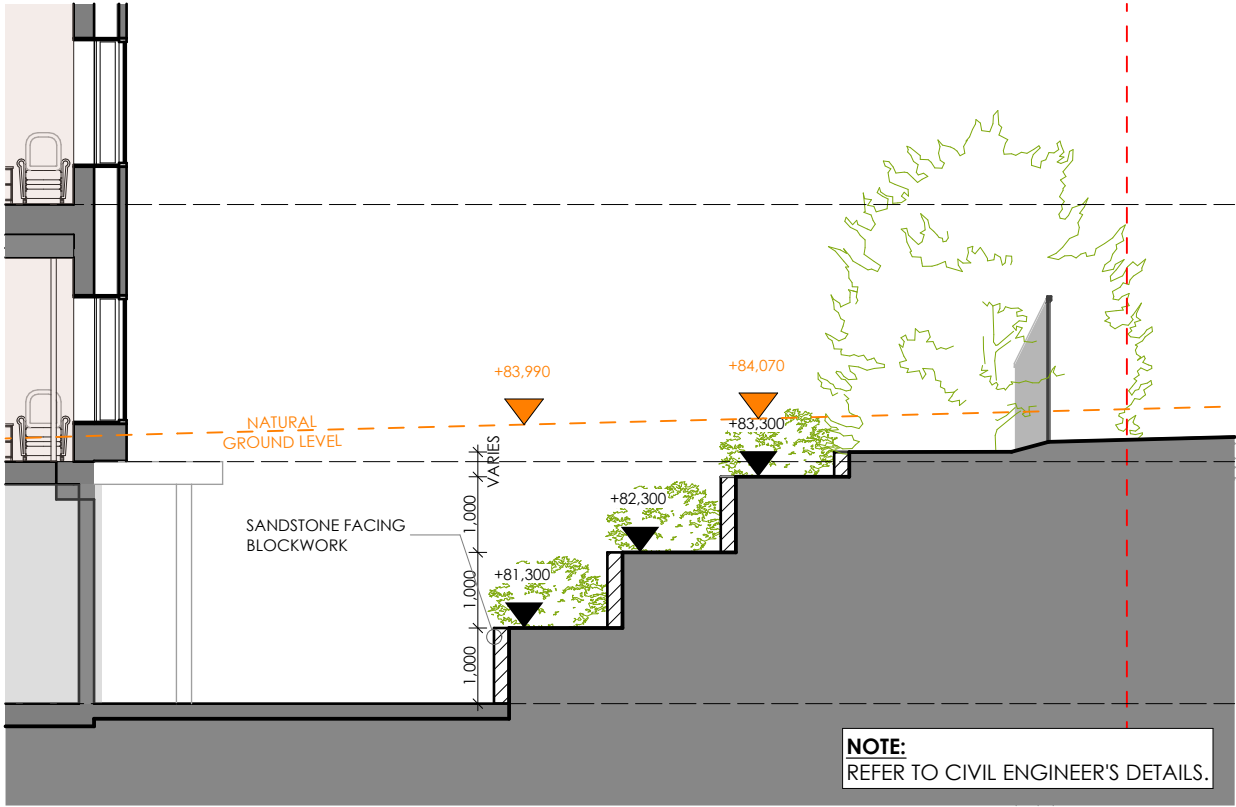 +83,990
+84,070
NATURAL
GROUND LEVEL
+83,300
VARIES
+82,300
1,000
SANDSTONE FACING
BLOCKWORK
+81,300
1,000
1,000
NOTE:
REFER TO CIVIL ENGINEER'S DETAILS.